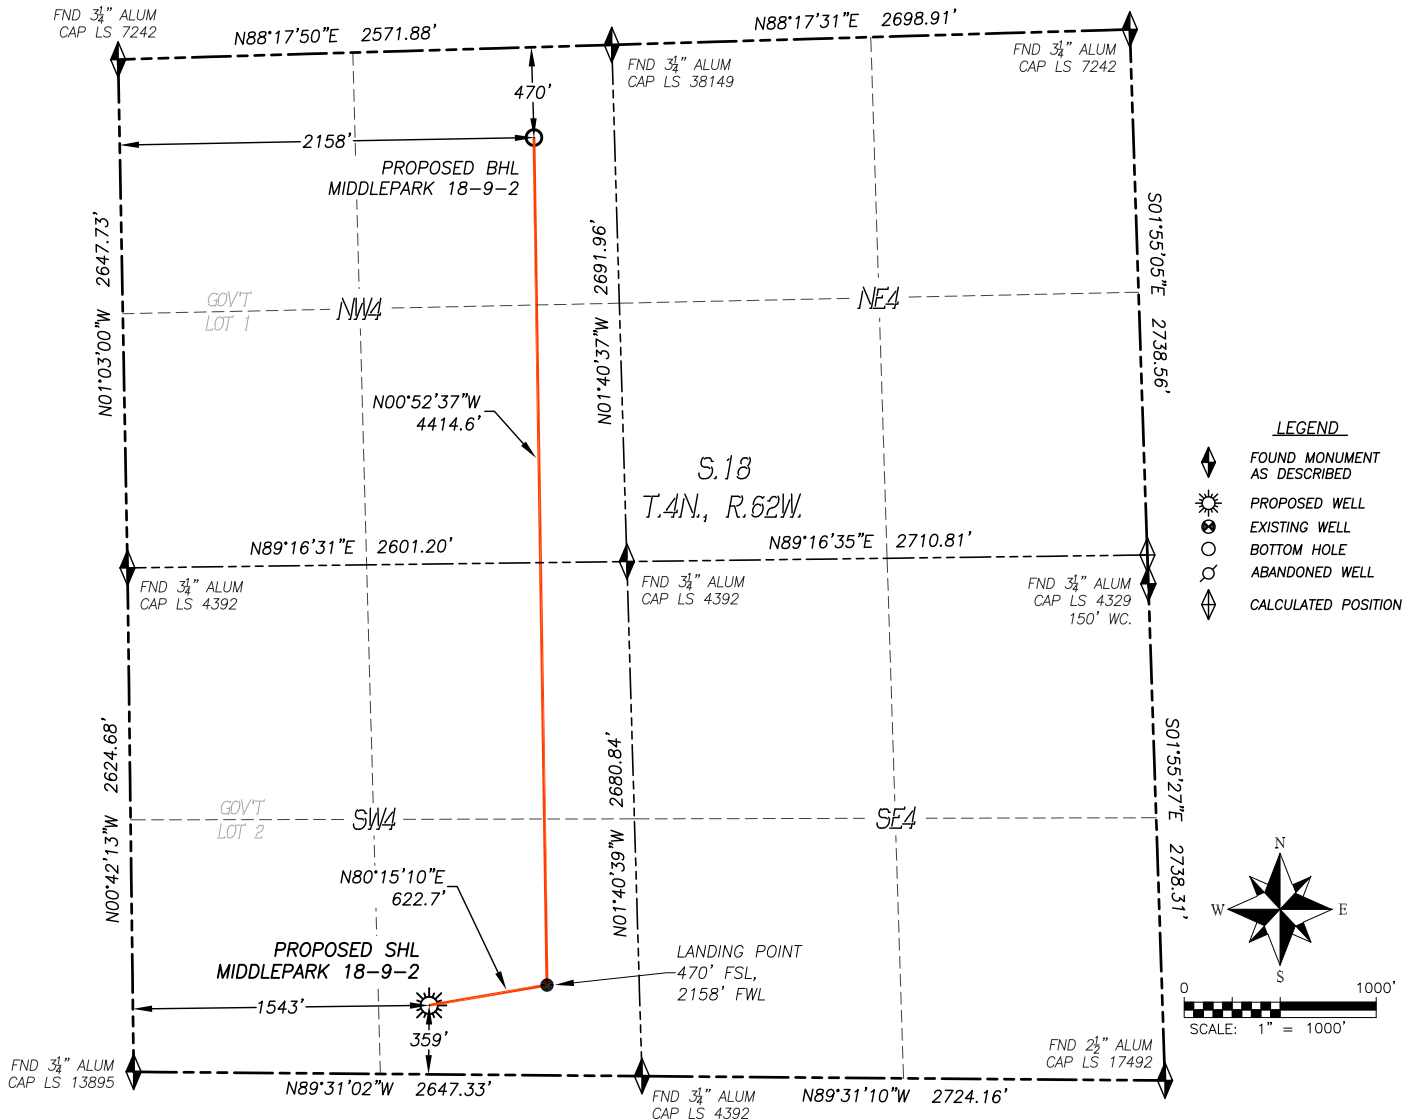 FND 3¼" ALUM
CAP LS 7242
N88°17'50"E 2571.88'
N88°17'31"E 2698.91'
FND 3¼" ALUM
CAP LS 38149
FND 3¼" ALUM
CAP LS 7242
470'
2158'
PROPOSED BHL
MIDDLEPARK 18-9-2
N01°03'00"W 2647.73'
N01°40'37"W 2691.96'
S01°55'05"E 2738.56'
GOV'T
LOT 1
NW4
NE4
N00°52'37"W
4414.6'
S.18
T.4N., R.62W.
N89°16'31"E 2601.20'
N89°16'35"E 2710.81'
FND 3¼" ALUM
CAP LS 4392
FND 3¼" ALUM
CAP LS 4392
FND 3¼" ALUM
CAP LS 4329
150' WC.
LEGEND
FOUND MONUMENT
AS DESCRIBED
PROPOSED WELL
EXISTING WELL
BOTTOM HOLE
ABANDONED WELL
CALCULATED POSITION
N00°42'13"W 2624.68'
N01°40'39"W 2680.84'
S01°55'27"E 2738.31'
GOV'T
LOT 2
SW4
SE4
N80°15'10"E
622.7'
PROPOSED SHL
MIDDLEPARK 18-9-2
LANDING POINT
470' FSL,
2158' FWL
1543'
359'
N
W
E
S
0 1000'
SCALE: 1" = 1000'
FND 3¼" ALUM
CAP LS 13895
N89°31'02"W 2647.33'
FND 3¼" ALUM
CAP LS 4392
N89°31'10"W 2724.16'
FND 2½" ALUM
CAP LS 17492